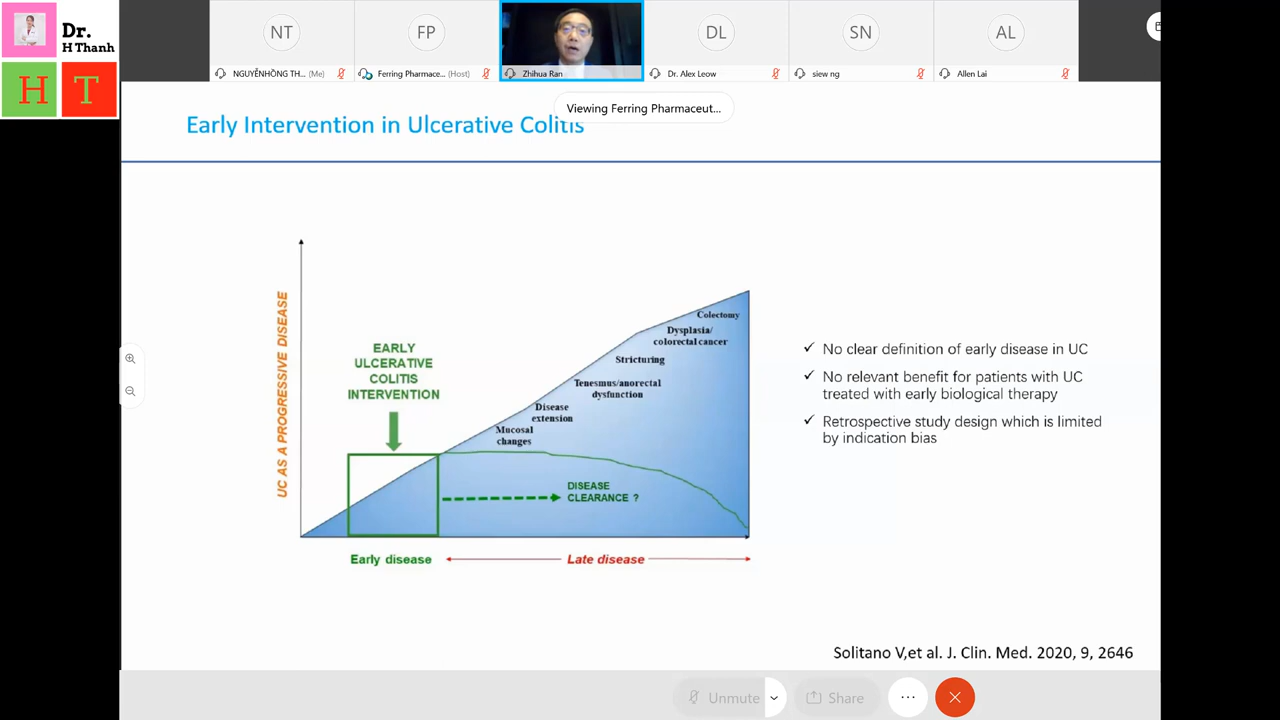 Dr.
H Thanh
H T
NT
FP
DL
SN
AL
NGUYỄNHỒNG TH... (Me)
Ferring Pharmace... (Host)
Zhihua Ran
Dr. Alex Leow
siew ng
Allen Lai
Viewing Ferring Pharmaceut...
Early Intervention in Ulcerative Colitis
UC AS A PROGRESSIVE DISEASE
EARLY
ULCERATIVE
COLITIS
INTERVENTION
Colectomy
Dysplasia/
colorectal cancer
Stricturing
Tenesmus/anorectal
dysfunction
Disease
extension
Mucosal
changes
DISEASE
CLEARANCE ?
Early disease
Late disease
✓ No clear definition of early disease in UC
✓ No relevant benefit for patients with UC
treated with early biological therapy
✓ Retrospective study design which is limited
by indication bias
Solitano V,et al. J. Clin. Med. 2020, 9, 2646
Unmute
Share